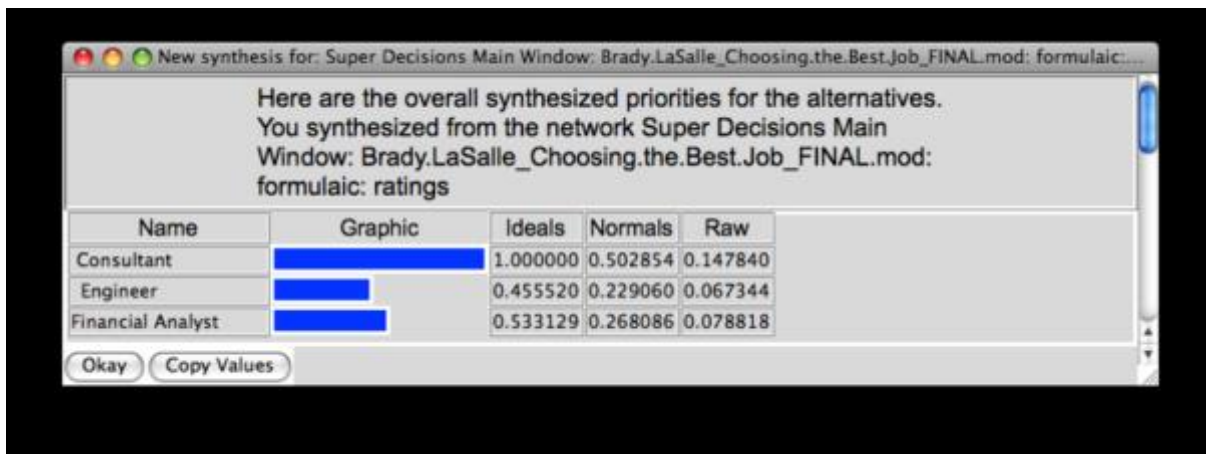 New synthesis for: Super Decisions Main Window: Brady.LaSalle_Choosing.the.Best.Job_FINAL.mod: formulaic:...
Here are the overall synthesized priorities for the alternatives.
You synthesized from the network Super Decisions Main
Window: Brady.LaSalle_Choosing.the.Best.Job_FINAL.mod:
formulaic: ratings
Name Graphic Ideals Normals Raw
Consultant 1.000000 0.502854 0.147840
Engineer 0.455520 0.229060 0.067344
Financial Analyst 0.533129 0.268086 0.078818
Okay Copy Values